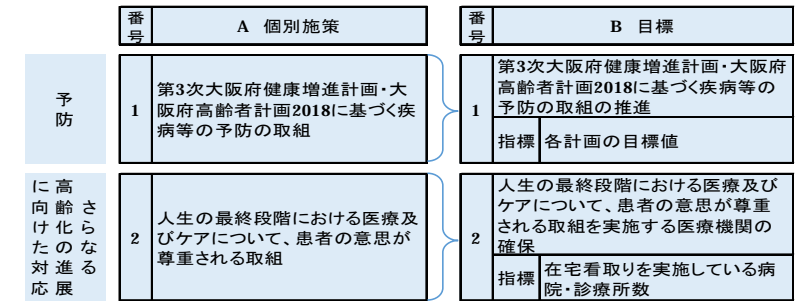 番号
A 個別施策
番号
B 目標
予防
1
第3次大阪府健康増進計画・大
阪府高齢者計画2018に基づく疾
病等の予防の取組
1
第3次大阪府健康増進計画・大阪府
高齢者計画2018に基づく疾病等の
予防の取組の推進
指標
各計画の目標値
さらなる
高齢化の進展
に向けた対応
2
人生の最終段階における医療及
びケアについて、患者の意思が
尊重される取組
2
人生の最終段階における医療及び
ケアについて、患者の意思が尊重
される取組を実施する医療機関の
確保
指標
在宅看取りを実施している病
院・診療所数